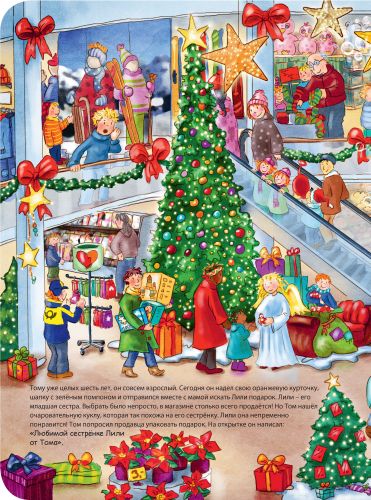 Тому уже целых шесть лет, он совсем взрослый. Сегодня он надел свою оранжевую курточку,
шапку с зелёным помпоном и отправился вместе с мамой искать Лили подарок. Лили – его
младшая сестра. Выбрать было непросто, в магазине столько всего продаётся! Но Том нашёл
очаровательную куклу, которая так похожа на его сестрёнку. Лили она непременно
понравится! Том попросил продавца упаковать подарок. На открытке он написал:
«Любимой сестрёнке Лили
от Тома».